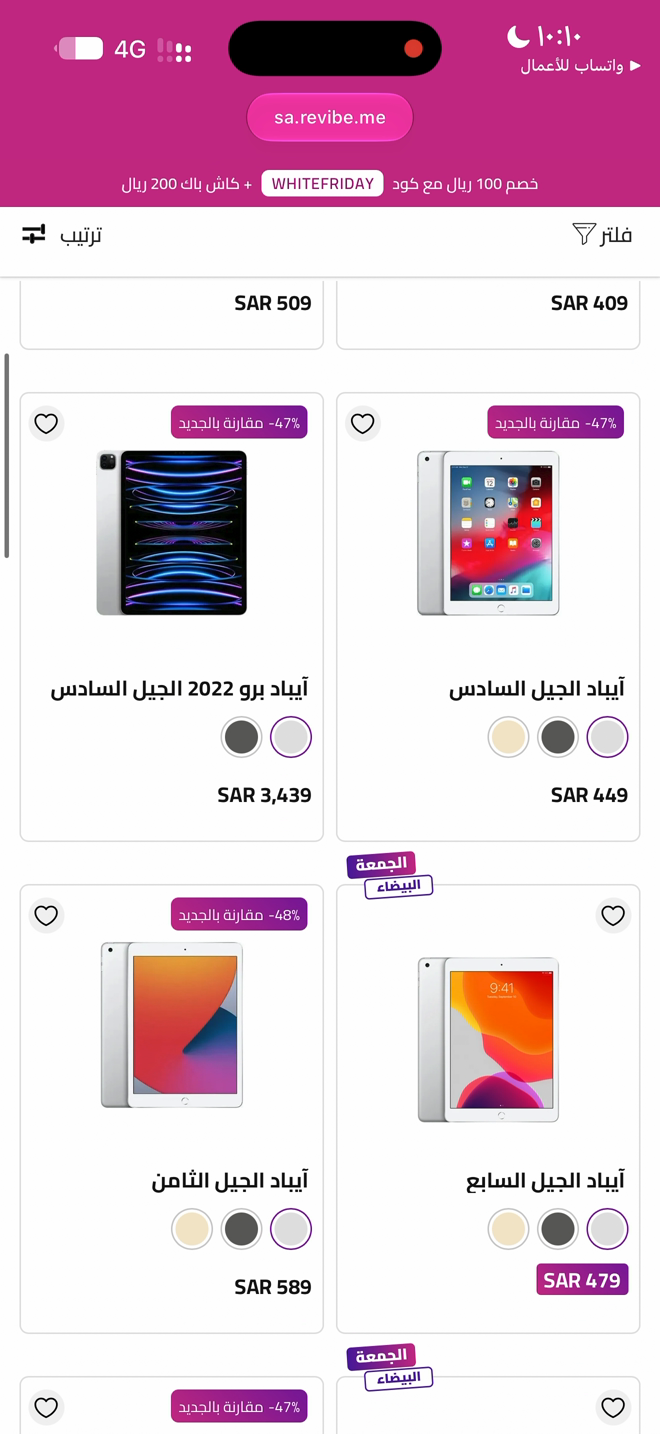 ١٠:١٠
4G
◀ واتساب للأعمال
sa.revibe.me
خصم 100 ريال مع كود WHITEFRIDAY + كاش باك 200 ريال
فلتر
ترتيب
SAR 409
SAR 509
-47% مقارنة بالجديد
آيباد الجيل السادس
SAR 449
-47% مقارنة بالجديد
آيباد برو 2022 الجيل السادس
SAR 3,439
الجمعة
البيضاء
9:41
آيباد الجيل السابع
SAR 479
-48% مقارنة بالجديد
آيباد الجيل الثامن
SAR 589
الجمعة
البيضاء
-47% مقارنة بالجديد